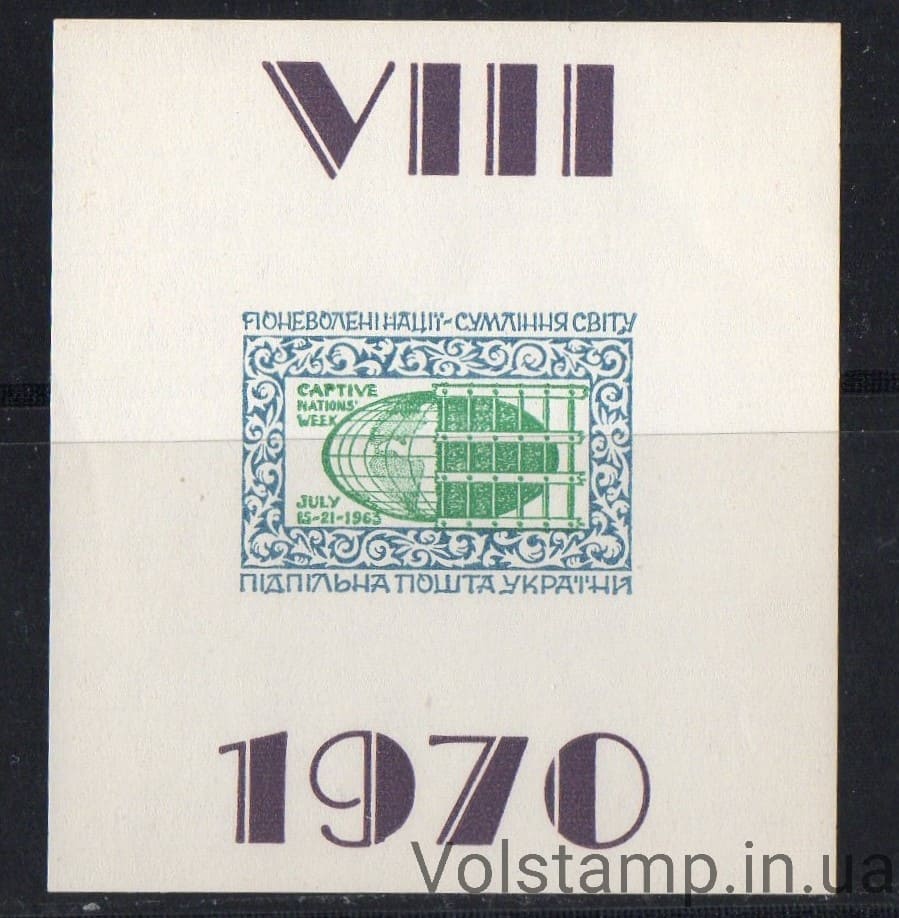 VIII
ПОНЕВОЛЕНІ НАЦІЇ-СУМЛІННЯ СВІТУ
CAPTIVE
NATIONS'
WEEK
JULY
15-21-1963
ПІДПІЛЬНА ПОШТА УКРАЇНИ
1970
Volstamp.in.ua